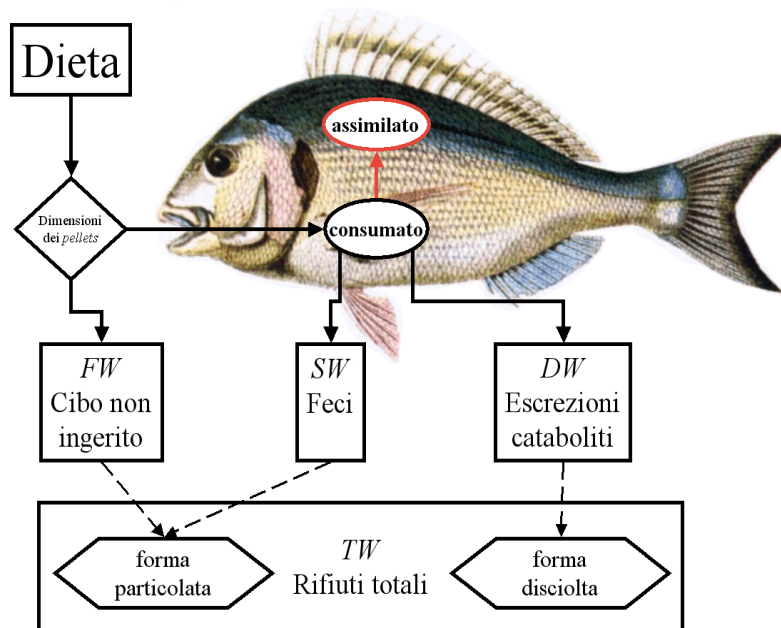 Dieta
assimilato
Dimensioni
dei pellets
consumato
FW
Cibo non
ingerito
SW
Feci
DW
Escrezioni
cataboliti
forma
particolata
TW
Rifiuti totali
forma
disciolta